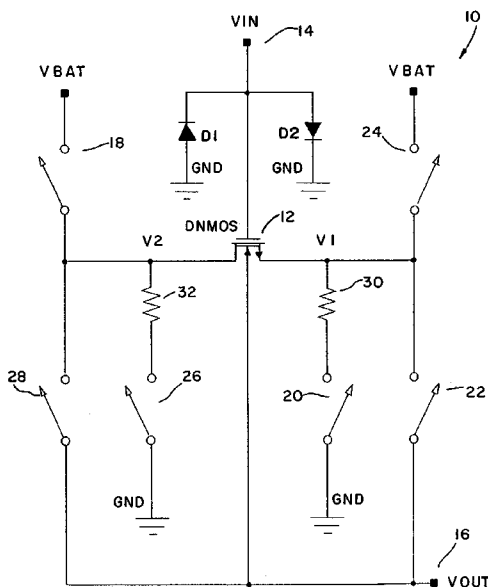 VIN
14
10
VBAT
VBAT
18
D1
D2
24
GND
GND
DNMOS
12
V2
V1
32
30
28
26
20
22
GND
GND
16
VOUT